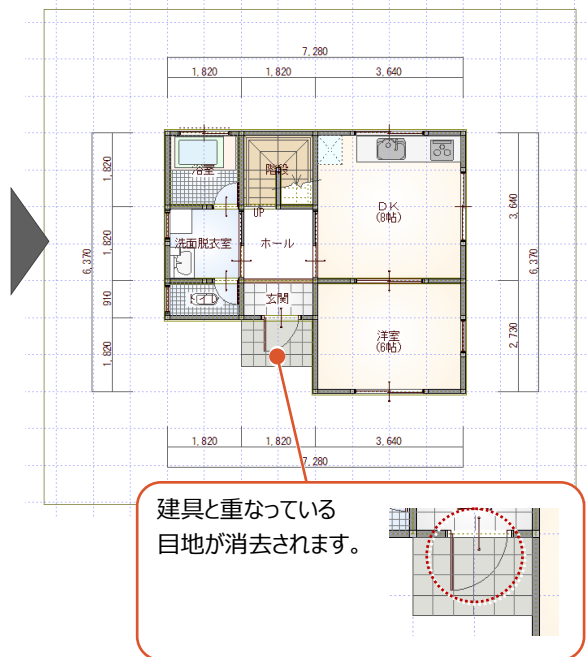 7,280
1,820 1,820 3,640
6,370
1,820
1,820
910
1,820
3,640
2,730
6,370
浴室
階段
UP
DK
(8帖)
洗面脱衣室
ホール
トイレ
玄関
洋室
(6帖)
1,820 1,820 3,640
7,280
建具と重なっている
目地が消去されます。